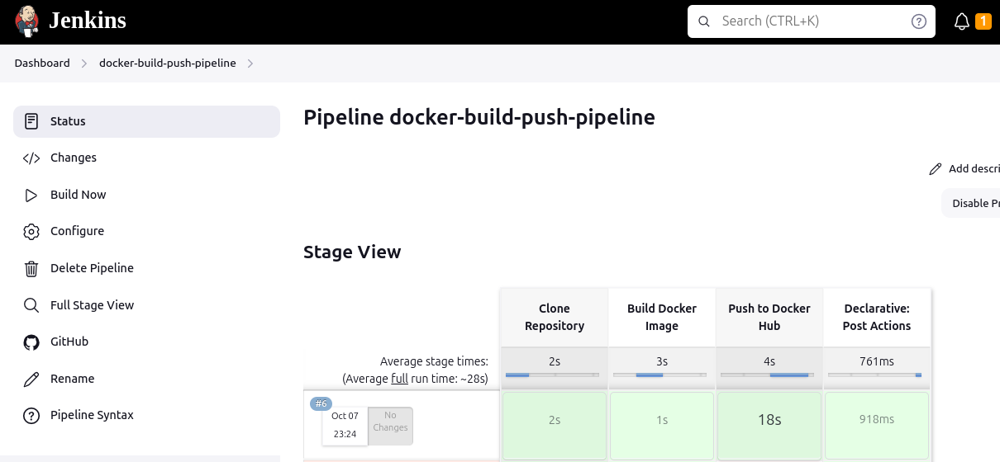 Jenkins
Search (CTRL+K)
1
Dashboard
docker-build-push-pipeline
Status
Changes
Build Now
Configure
Delete Pipeline
Full Stage View
GitHub
Rename
Pipeline Syntax
Pipeline docker-build-push-pipeline
Add descri
Disable Pr
Stage View
Clone
Repository
Build Docker
Image
Push to Docker
Hub
Declarative:
Post Actions
Average stage times:
(Average full run time: ~28s)
2s
3s
4s
761ms
#6
Oct 07
23:24
No
Changes
2s
1s
18s
918ms